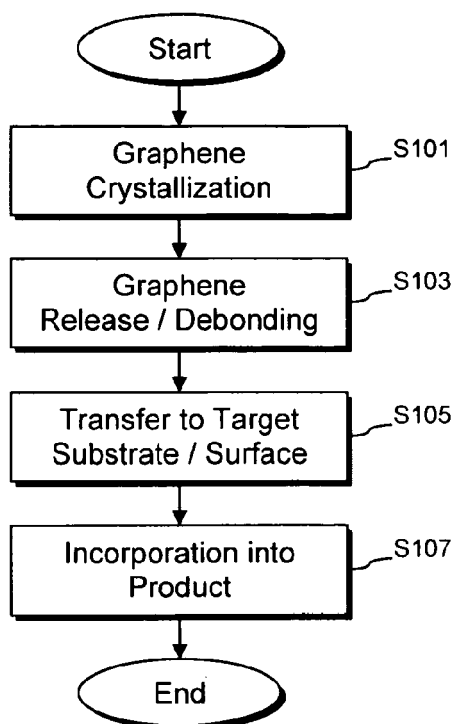 Start
Graphene
Crystallization
S101
Graphene
Release / Debonding
S103
Transfer to Target
Substrate / Surface
S105
Incorporation into
Product
S107
End